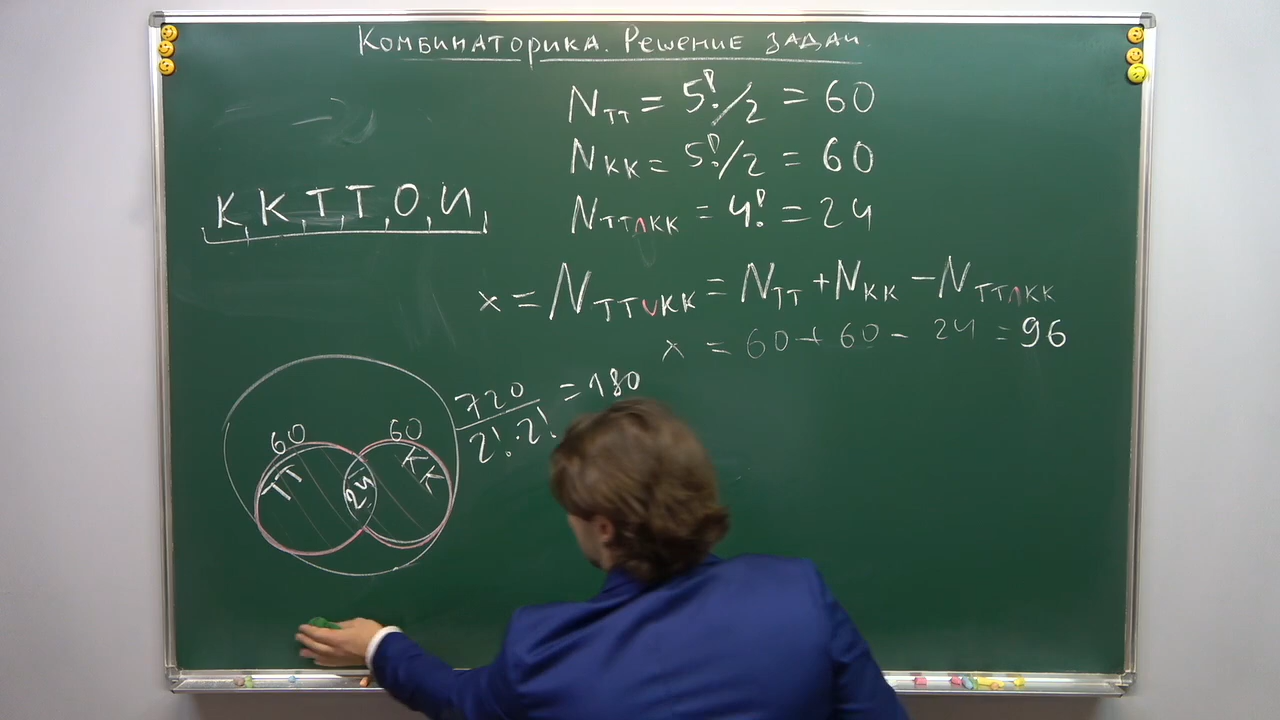 Комбинаторика. Решение задач.
N_ТТ = 5!/2 = 60
N_КК = 5!/2 = 60
К, К, Т, Т, О, И,
N_ТТ∧КК = 4! = 24
x = N_ТТ∪КК = N_ТТ + N_КК - N_ТТ∧КК
x = 60 + 60 - 24 = 96
720/2!·2! = 180
60 60
ТТ 24 КК